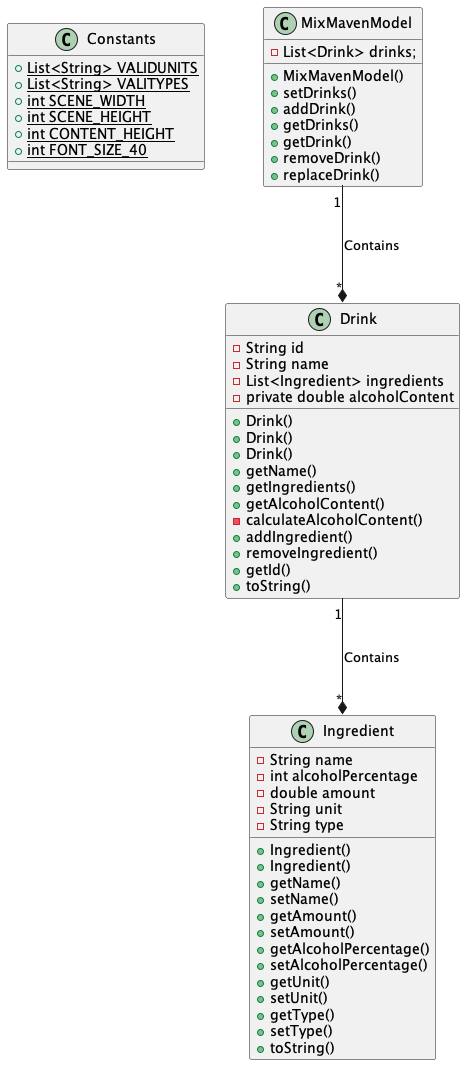 C Constants
List<String> VALIDUNITS
List<String> VALITYPES
int SCENE_WIDTH
int SCENE_HEIGHT
int CONTENT_HEIGHT
int FONT_SIZE_40
C MixMavenModel
List<Drink> drinks;
MixMavenModel()
setDrinks()
addDrink()
getDrinks()
getDrink()
removeDrink()
replaceDrink()
1
Contains
*
C Drink
String id
String name
List<Ingredient> ingredients
private double alcoholContent
Drink()
Drink()
Drink()
getName()
getIngredients()
getAlcoholContent()
calculateAlcoholContent()
addIngredient()
removeIngredient()
getId()
toString()
1
Contains
*
C Ingredient
String name
int alcoholPercentage
double amount
String unit
String type
Ingredient()
Ingredient()
getName()
setName()
getAmount()
setAmount()
getAlcoholPercentage()
setAlcoholPercentage()
getUnit()
setUnit()
getType()
setType()
toString()